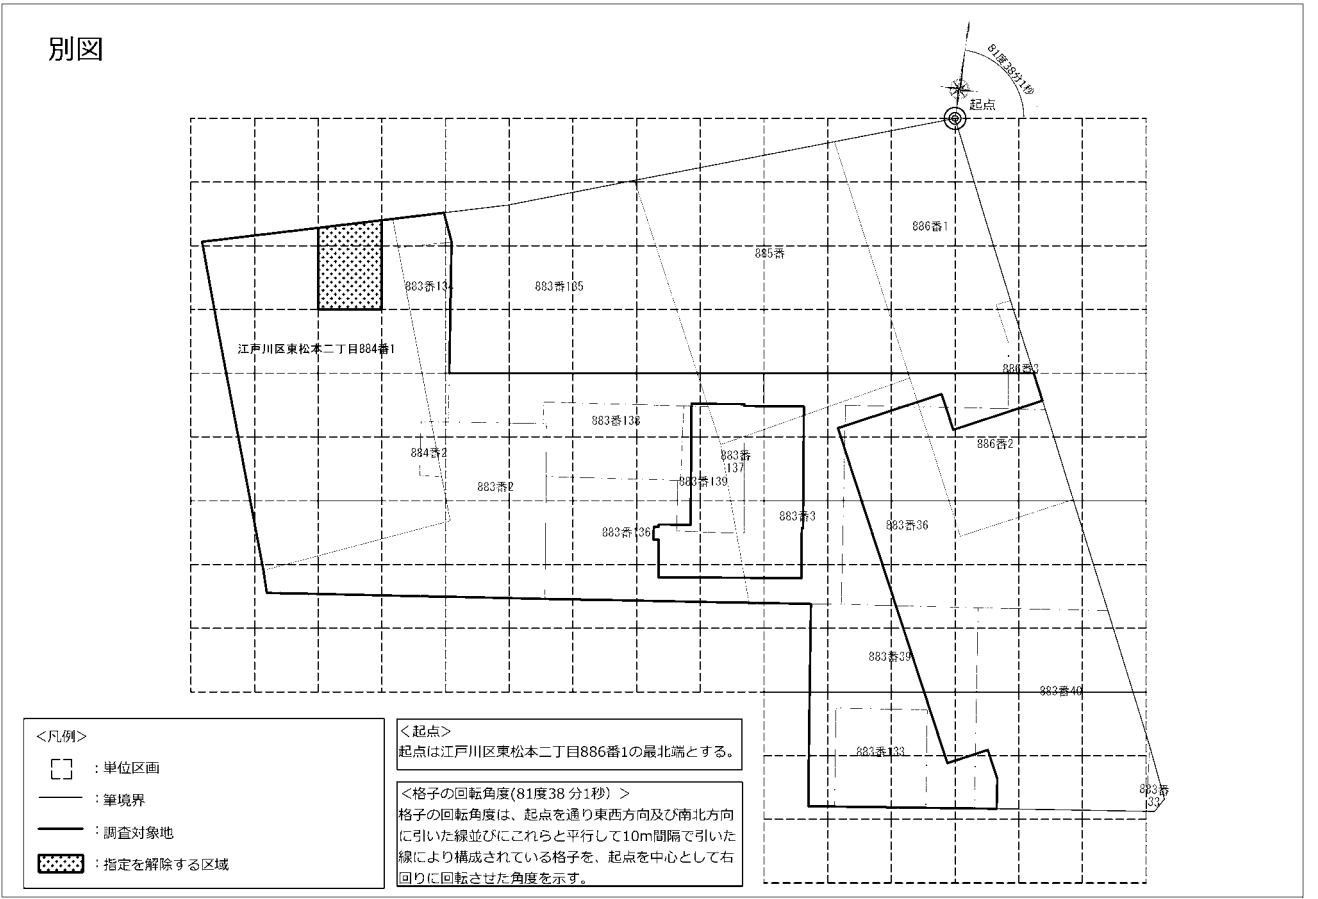 別図
81度38分1秒
起点
886番1
885番
883番134
883番135
江戸川区東松本二丁目884番1
886番3
883番138
886番2
884番2
883番
137
883番139
883番2
883番3
883番36
883番136
883番39
883番40
883番133
883番
33
<凡例>
:単位区画
:筆境界
:調査対象地
:指定を解除する区域
<起点>
起点は江戸川区東松本二丁目886番1の最北端とする。
<格子の回転角度(81度38 分1秒)>
格子の回転角度は、起点を通り東西方向及び南北方向
に引いた線並びにこれらと平行して10m間隔で引いた
線により構成されている格子を、起点を中心として右
回りに回転させた角度を示す。